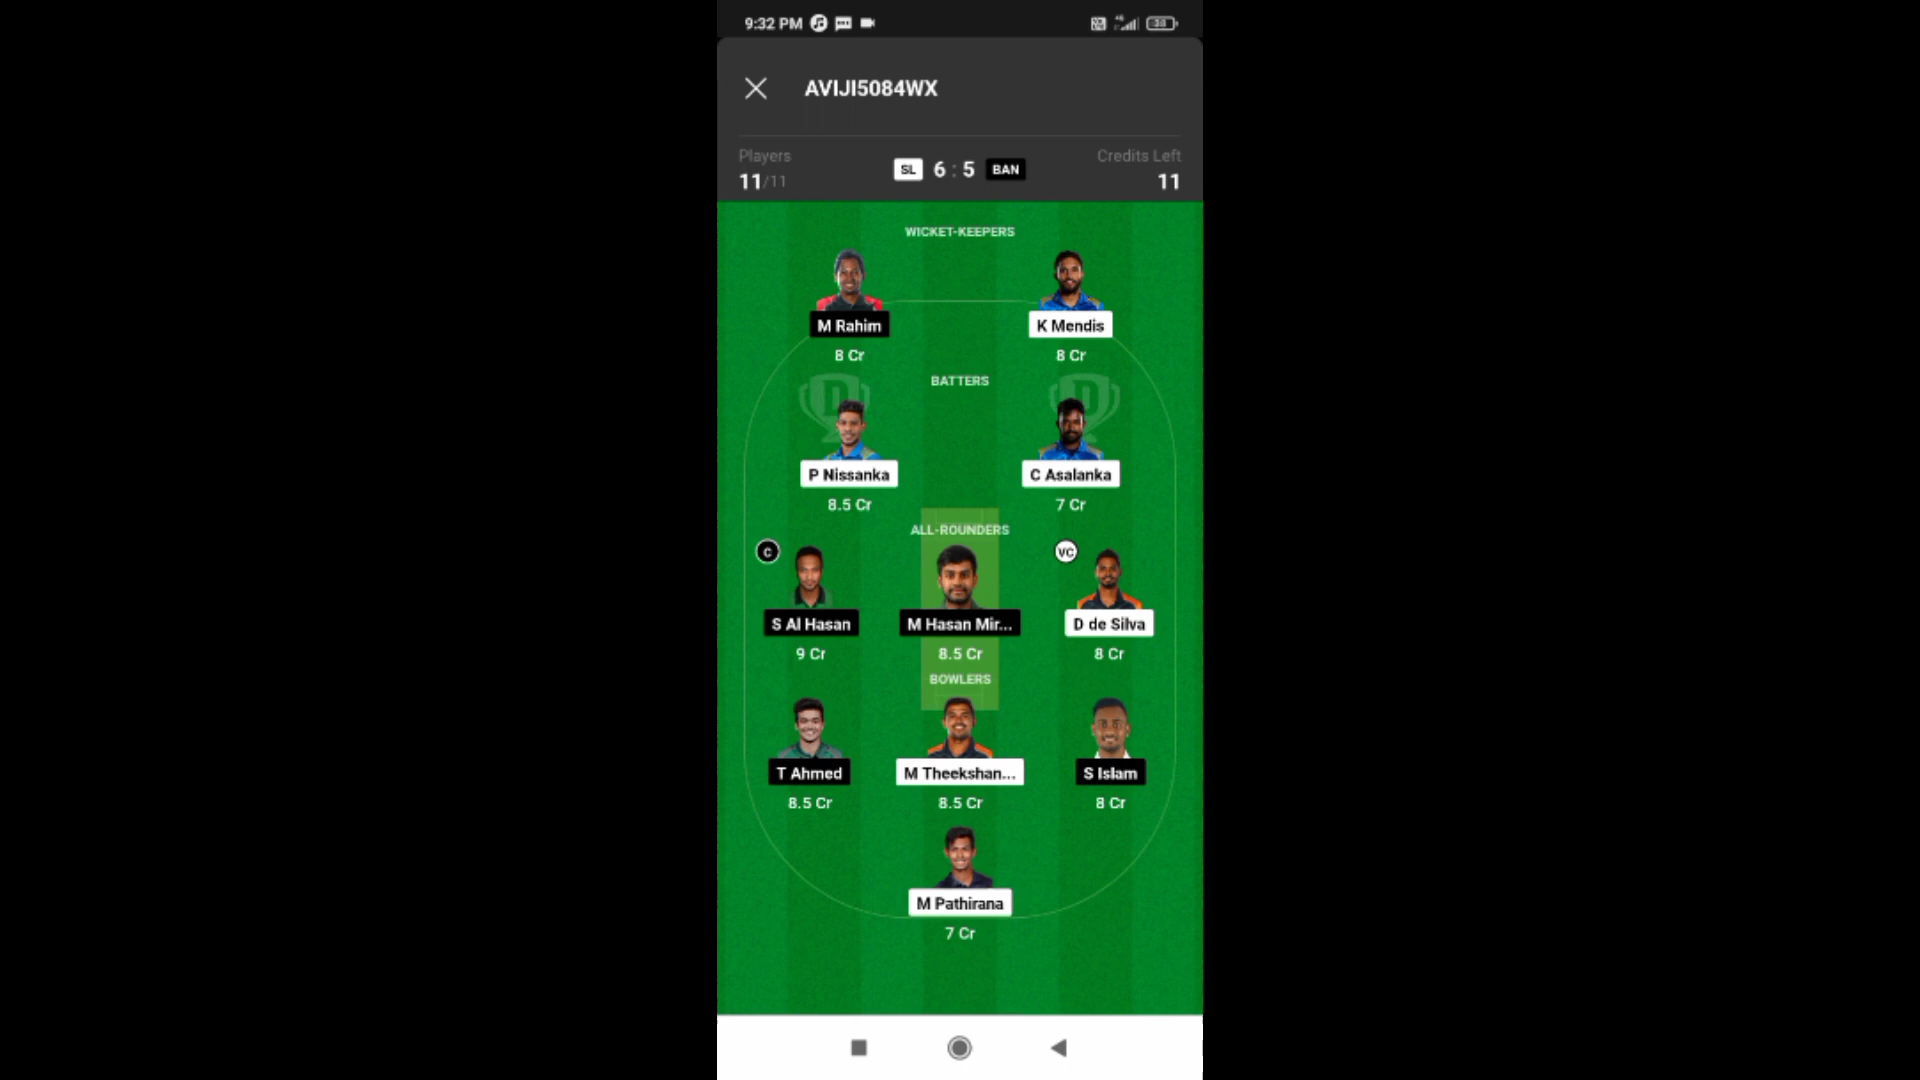 9:32 PM
AVIJI5084WX
Players
11/11
SL 6 : 5 BAN
Credits Left
11
WICKET-KEEPERS
M Rahim
8 Cr
K Mendis
8 Cr
BATTERS
P Nissanka
8.5 Cr
C Asalanka
7 Cr
ALL-ROUNDERS
C
S Al Hasan
9 Cr
M Hasan Mir...
8.5 Cr
VC
D de Silva
8 Cr
BOWLERS
T Ahmed
8.5 Cr
M Theekshan...
8.5 Cr
S Islam
8 Cr
M Pathirana
7 Cr